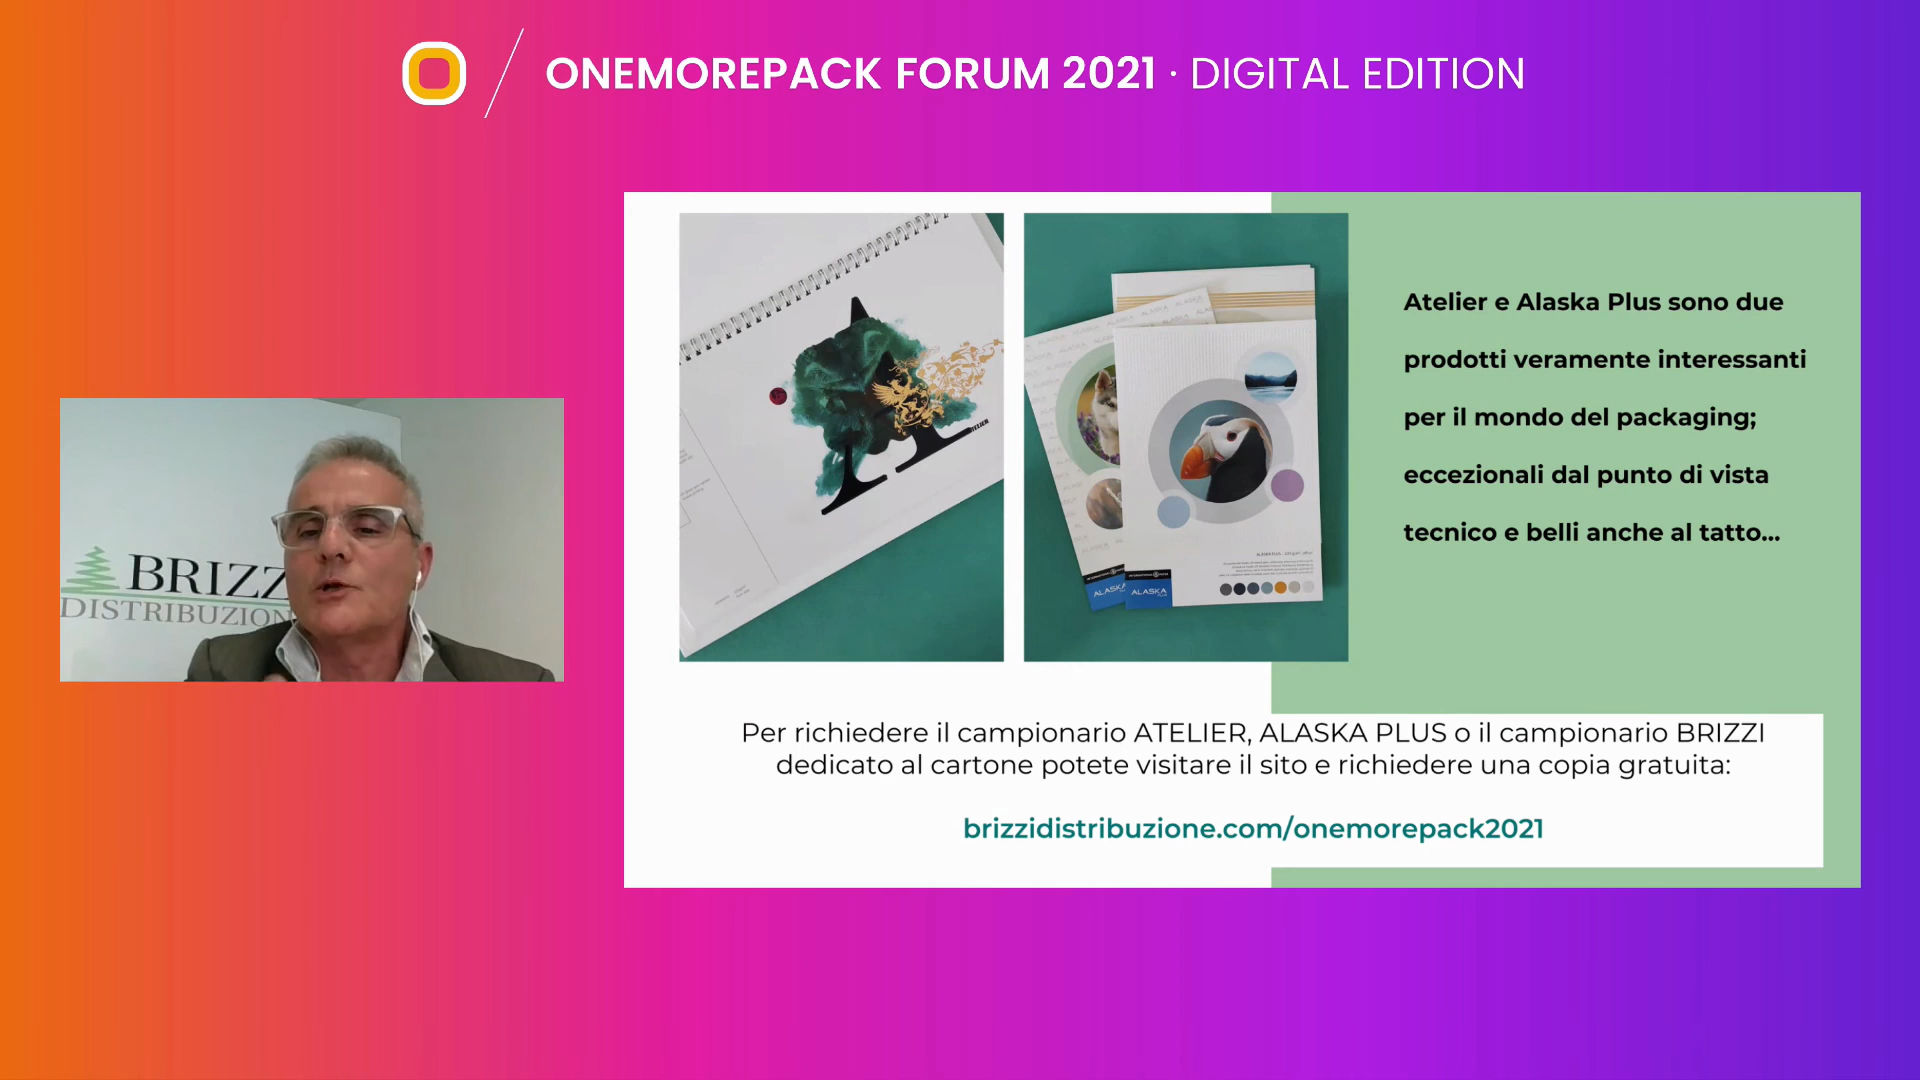 ONEMOREPACK FORUM 2021 · DIGITAL EDITION
BRIZZ
DISTRIBUZION
ATELIER
ALASKA
ALASKA
PLUS
Atelier e Alaska Plus sono due
prodotti veramente interessanti
per il mondo del packaging;
eccezionali dal punto di vista
tecnico e belli anche al tatto...
Per richiedere il campionario ATELIER, ALASKA PLUS o il campionario BRIZZI
dedicato al cartone potete visitare il sito e richiedere una copia gratuita:
brizzidistribuzione.com/onemorepack2021